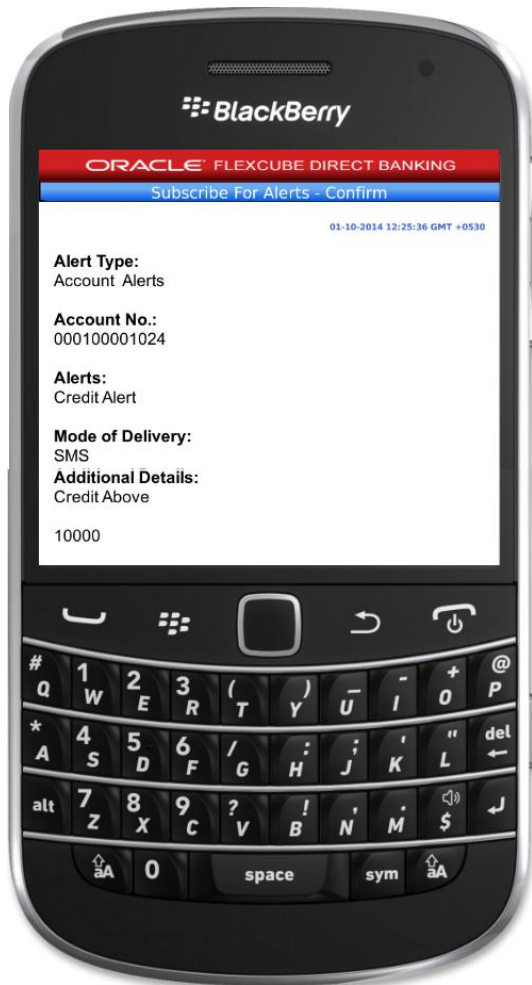 BlackBerry
ORACLE FLEXCUBE DIRECT BANKING
Subscribe For Alerts - Confirm
01-10-2014 12:25:36 GMT +0530
Alert Type:
Account Alerts
Account No.:
000100001024
Alerts:
Credit Alert
Mode of Delivery:
SMS
Additional Details:
Credit Above
10000
# 1 2 3 ( ) _ - + @
Q W E R T Y U I O P
* 4 5 6 / : ; ' " del
A S D F G H J K L
alt 7 8 9 ? ! , .
Z X C V B N M $
aA 0 space sym aA